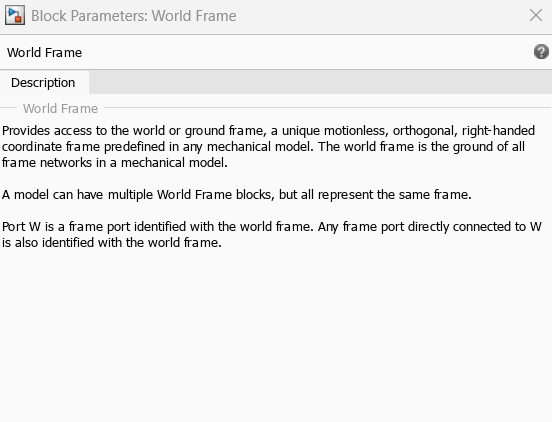 Block Parameters: World Frame
World Frame
Description
World Frame
Provides access to the world or ground frame, a unique motionless, orthogonal, right-handed
coordinate frame predefined in any mechanical model. The world frame is the ground of all
frame networks in a mechanical model.
A model can have multiple World Frame blocks, but all represent the same frame.
Port W is a frame port identified with the world frame. Any frame port directly connected to W
is also identified with the world frame.